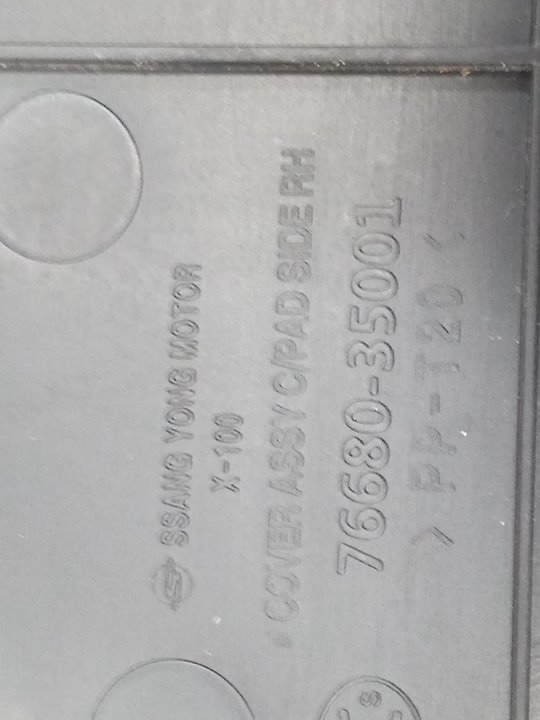 SSANG YONG MOTOR
X-100
COVER ASSY C/PAD SIDE RH
76680-35001
>PP-T20<
S